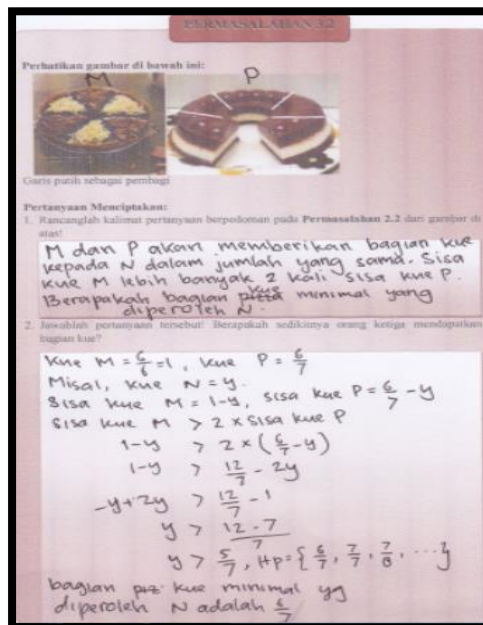 PERMASALAHAN 3.2
Perhatikan gambar di bawah ini:
M
P
Garis putih sebagai pembagi
Pertanyaan Menciptakan:
1. Rancanglah kalimat pertanyaan berpedoman pada Permasalahan 2.2 dari gambar di
atas!
M dan P akan memberikan bagian kue
kepada N dalam jumlah yang sama. Sisa
kue M lebih banyak 2 kali sisa kue P.
Berapakah bagian kue minimal yang
diperoleh N.
2. Jawablah pertanyaan tersebut! Berapakah sedikitnya orang ketiga mendapatkan
bagian kue?
Kue M = 6/6 = 1, kue P = 6/7
Misal, kue N = y.
Sisa kue M = 1-y, sisa kue P = 6/7 - y
Sisa kue M > 2 x sisa kue P
1-y > 2 x (6/7 - y)
1-y > 12/7 - 2y
-y+2y > 12/7 - 1
y > 12-7/7
y > 5/7, Hp = {6/7, 7/7, 7/8, ...}
bagian kue minimal yg
diperoleh N adalah 6/7